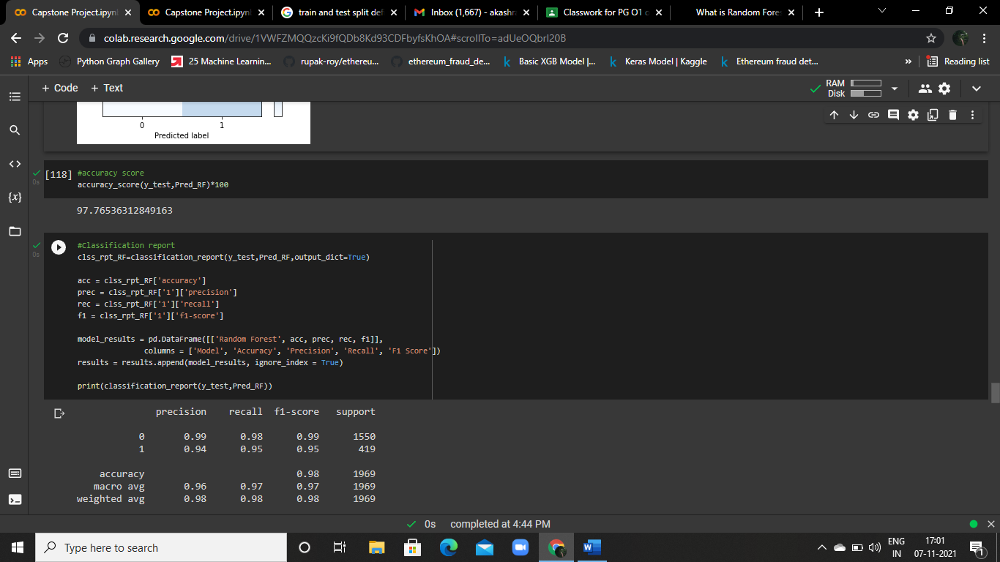 Capstone Project.ipynb
Capstone Project.ipynb
train and test split def
Inbox (1,667) - akashra
Classwork for PG O1 c
What is Random Fores
colab.research.google.com/drive/1VWFZMQQzcKi9fQDb8Kd93CDFbyfsKhOA#scrollTo=adUeOQbrI20B
Apps
Python Graph Gallery
25 Machine Learnin...
rupak-roy/ethereu...
ethereum_fraud_de...
Basic XGB Model |...
Keras Model | Kaggle
Ethereum fraud det...
»
Reading list
+ Code
+ Text
RAM
Disk
0 1
Predicted label
[118] #accuracy score
0s
accuracy_score(y_test,Pred_RF)*100
97.76536312849163
#Classification report
0s
clss_rpt_RF=classification_report(y_test,Pred_RF,output_dict=True)
acc = clss_rpt_RF['accuracy']
prec = clss_rpt_RF['1']['precision']
rec = clss_rpt_RF['1']['recall']
f1 = clss_rpt_RF['1']['f1-score']
model_results = pd.DataFrame([['Random Forest', acc, prec, rec, f1]],
columns = ['Model', 'Accuracy', 'Precision', 'Recall', 'F1 Score'])
results = results.append(model_results, ignore_index = True)
print(classification_report(y_test,Pred_RF))
precision recall f1-score support
0 0.99 0.98 0.99 1550
1 0.94 0.95 0.95 419
accuracy 0.98 1969
macro avg 0.96 0.97 0.97 1969
weighted avg 0.98 0.98 0.98 1969
0s completed at 4:44 PM
Type here to search
ENG
IN
17:01
07-11-2021
1